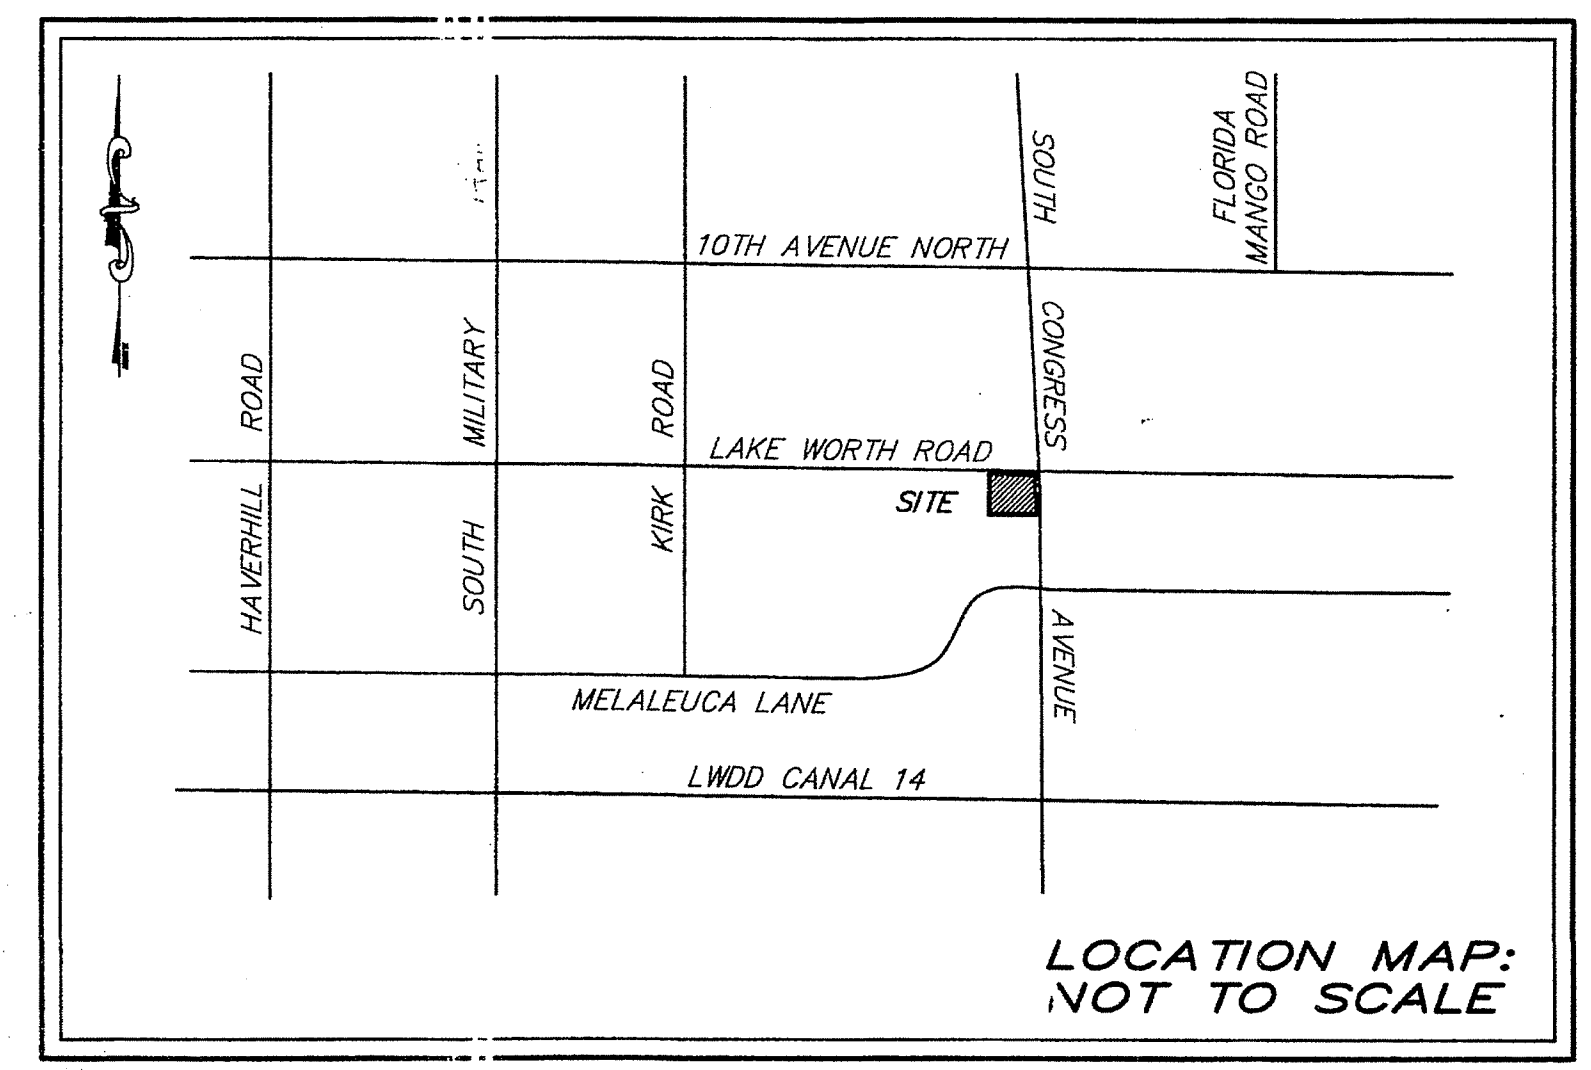 FLORIDA
MANGO ROAD
SOUTH CONGRESS AVENUE
10TH AVENUE NORTH
HAVERHILL ROAD
SOUTH MILITARY
KIRK ROAD
LAKE WORTH ROAD
SITE
MELALEUCA LANE
LWDD CANAL 14
LOCATION MAP:
NOT TO SCALE